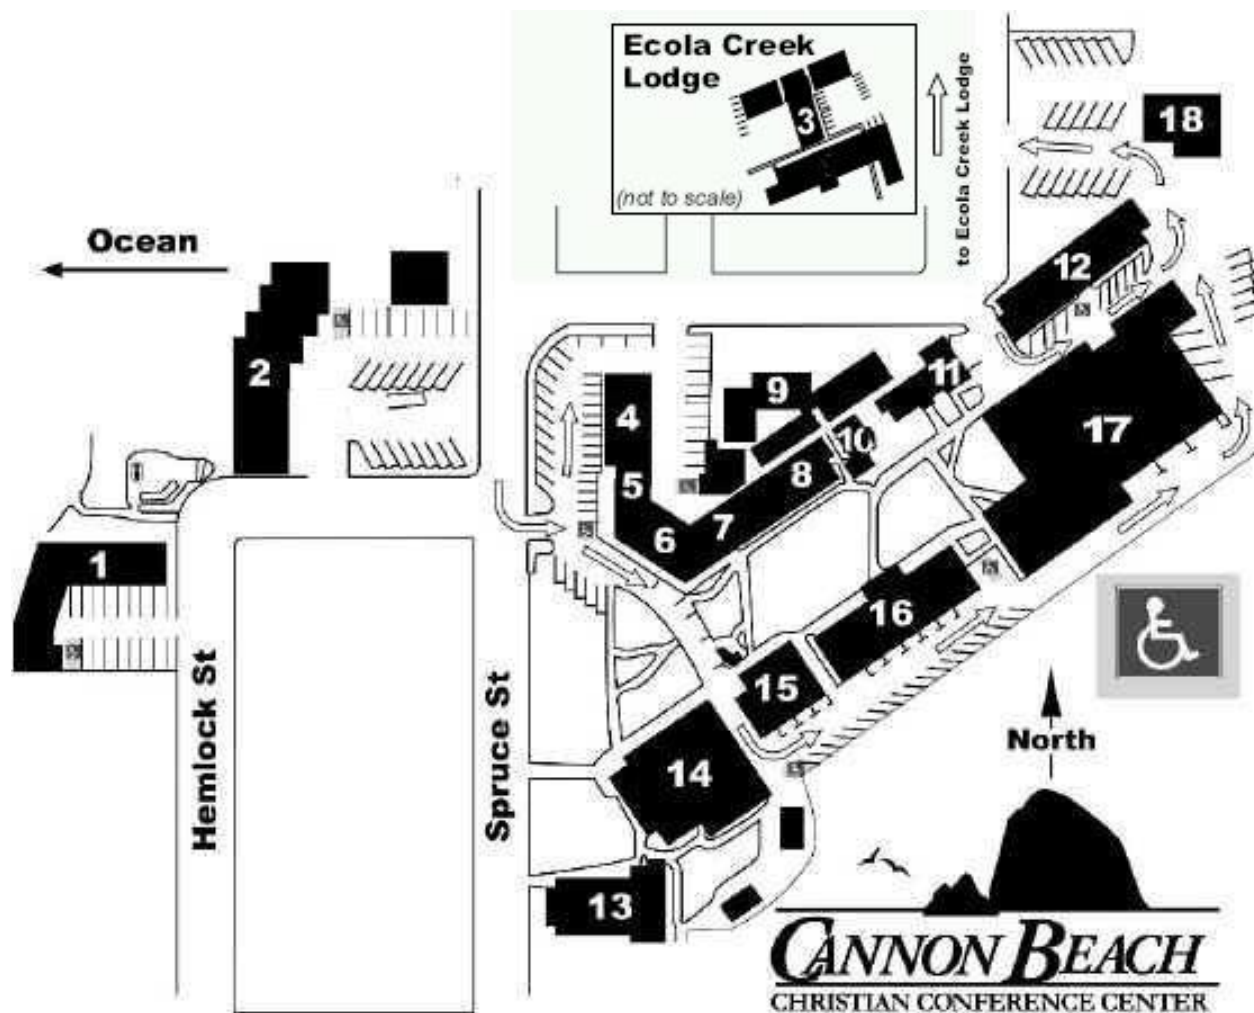 Ecola Creek
Lodge
3
(not to scale)
to Ecola Creek Lodge
18
Ocean
12
2
11
9
4
17
10
8
5
7
6
1
16
15
Hemlock St
Spruce St
North
14
13
CANNON BEACH
CHRISTIAN CONFERENCE CENTER